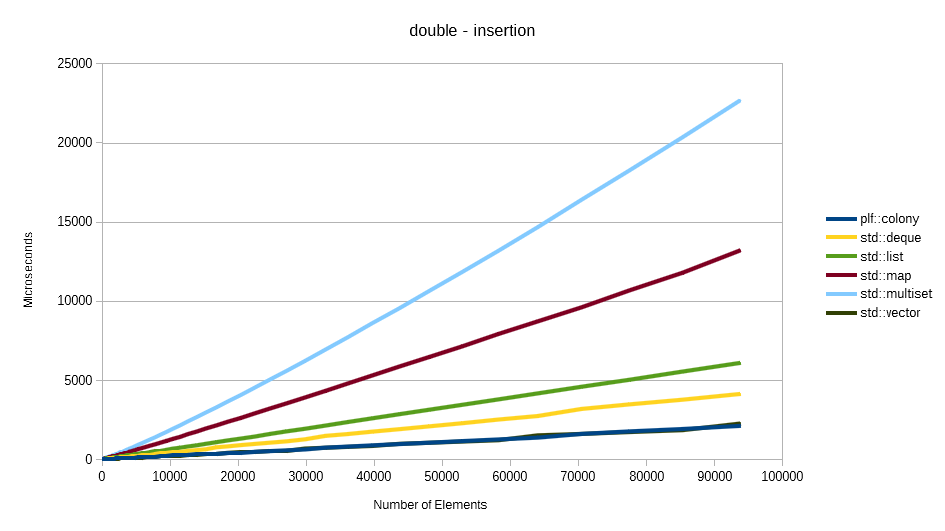 double - insertion
25000
20000
15000
10000
5000
0
Microseconds
0 10000 20000 30000 40000 50000 60000 70000 80000 90000 100000
Number of Elements
plf::colony
std::deque
std::list
std::map
std::multiset
std::vector